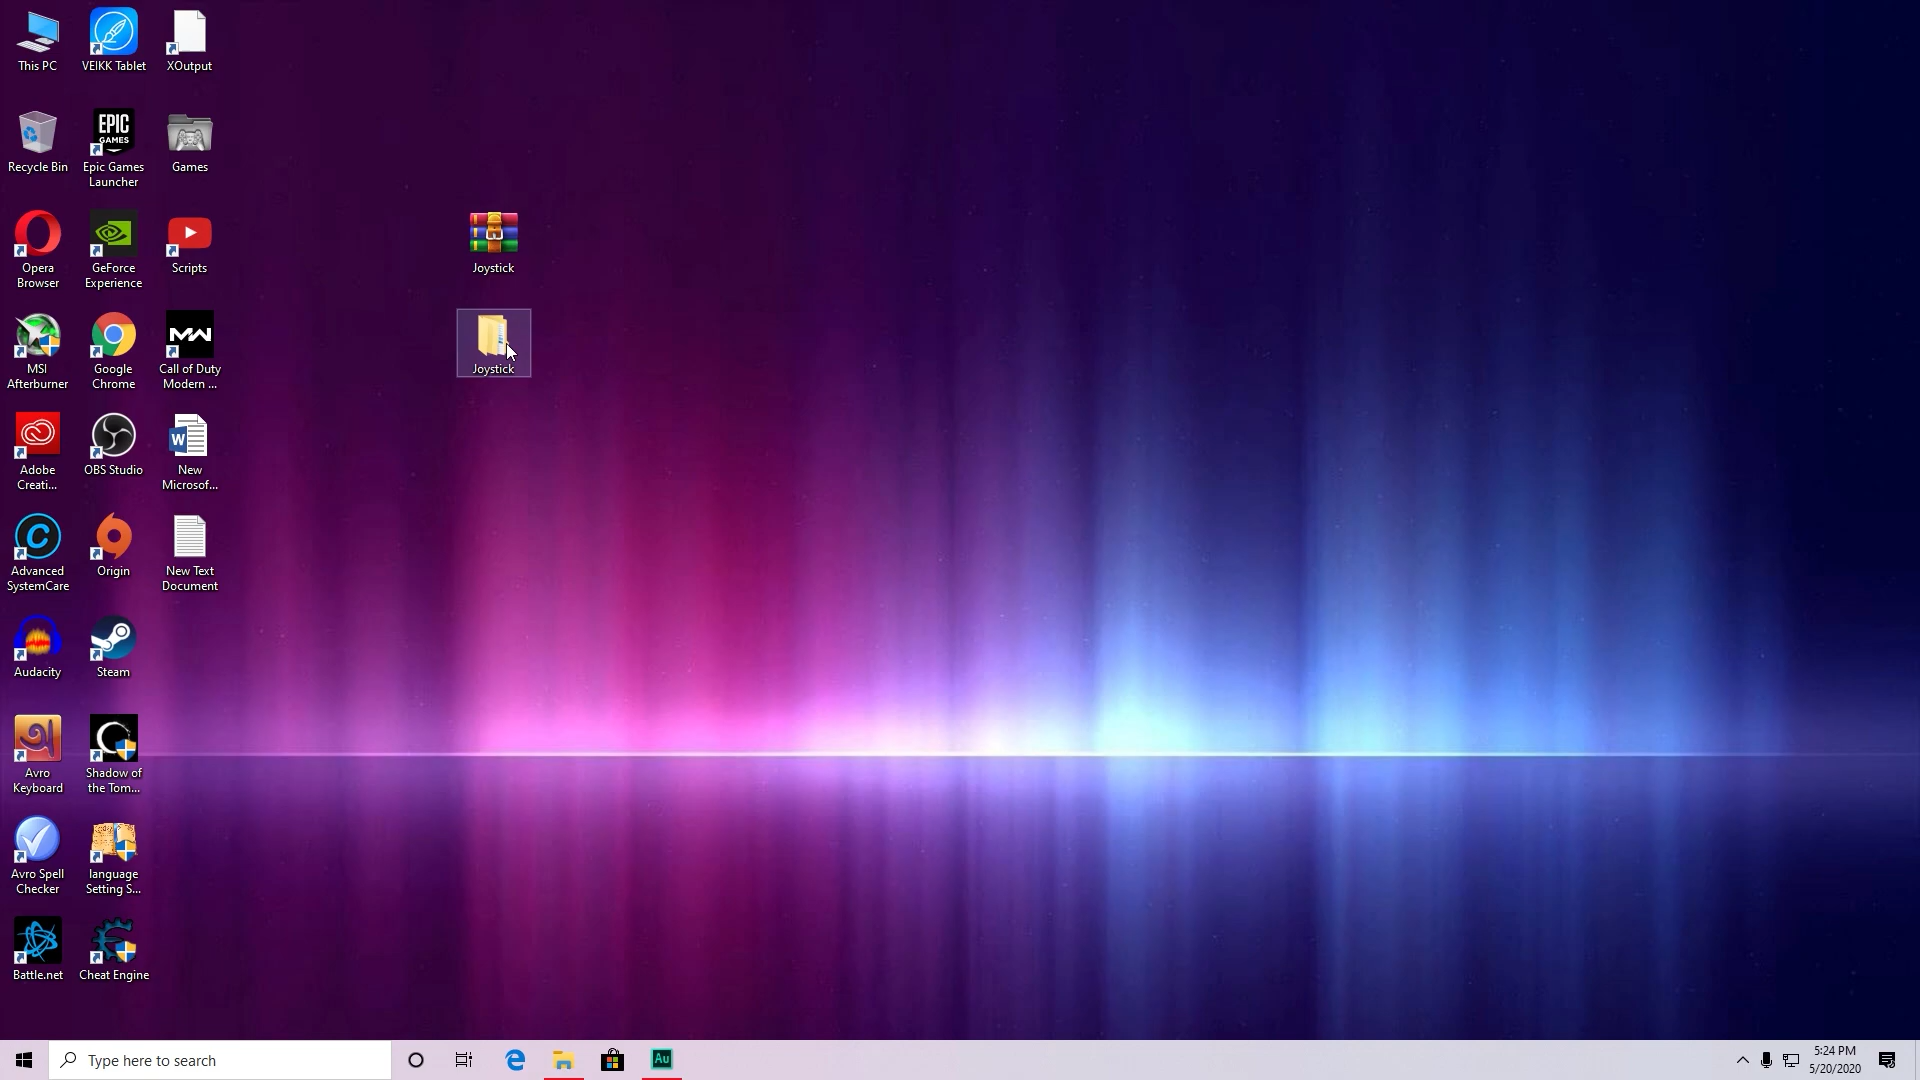 This PC
VEIKK Tablet
XOutput
Recycle Bin
EPIC
GAMES
Epic Games
Launcher
Games
Opera
Browser
GeForce
Experience
Scripts
Joystick
MSI
Afterburner
Google
Chrome
MW
Call of Duty
Modern ...
Joystick
Adobe
Creati...
OBS Studio
W
New
Microsof...
Advanced
SystemCare
Origin
New Text
Document
Audacity
Steam
অ
Avro
Keyboard
Shadow of
the Tom...
Avro Spell
Checker
language
Setting S...
Battle.net
Cheat Engine
Type here to search
Au
5:24 PM
5/20/2020